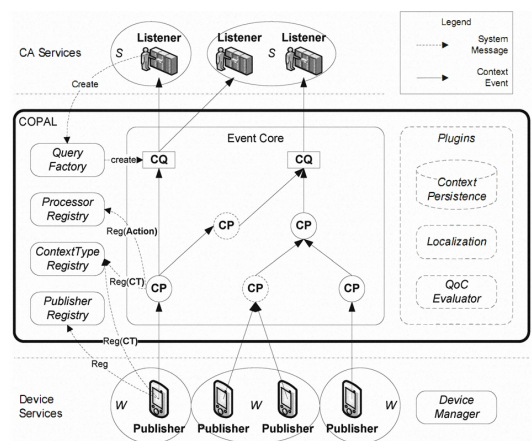 Legend
System
Message
Context
Event
CA Services
S
Listener
Listener
S
Listener
Create
COPAL
Event Core
Plugins
Query
Factory
create
CQ
CQ
Context
Persistence
Processor
Registry
Reg(Action)
CP
CP
Localization
ContextType
Registry
Reg(CT)
CP
CP
CP
QoC
Evaluator
Publisher
Registry
Reg(CT)
Reg
Device
Services
W
W
W
W
Publisher
Publisher
Publisher
Publisher
Device
Manager